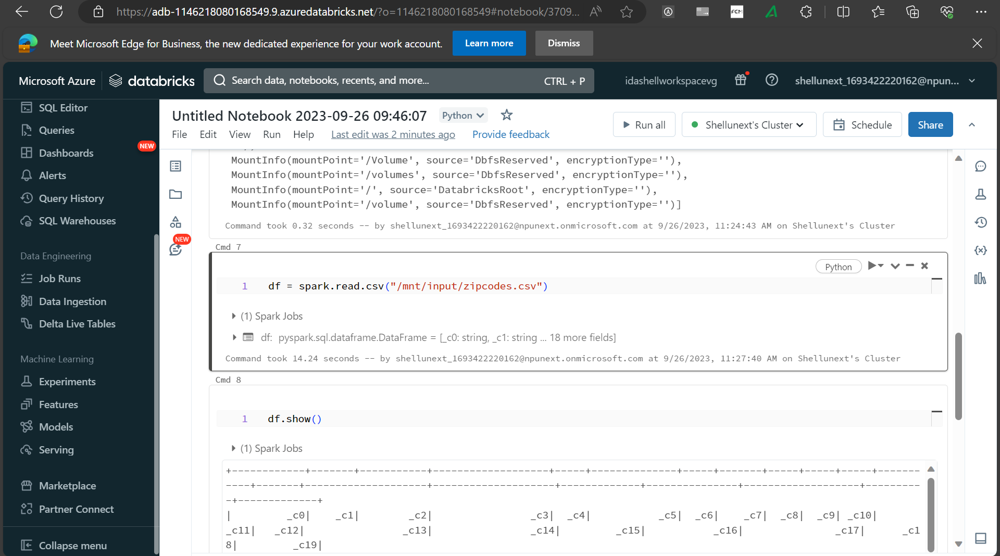 https://adb-1146218080168549.9.azuredatabricks.net/?o=1146218080168549#notebook/3709...
FCM
Meet Microsoft Edge for Business, the new dedicated experience for your work account.
Learn more
Dismiss
Microsoft Azure
databricks
Search data, notebooks, recents, and more...
CTRL + P
idashellworkspacevg
shellunext_1693422220162@npun...
SQL Editor
Queries
Dashboards
NEW
Alerts
Query History
SQL Warehouses
Data Engineering
Job Runs
Data Ingestion
Delta Live Tables
Machine Learning
Experiments
Features
Models
Serving
Marketplace
Partner Connect
Collapse menu
Untitled Notebook 2023-09-26 09:46:07
Python
File Edit View Run Help
Last edit was 2 minutes ago
Provide feedback
Run all
Shellunext's Cluster
Schedule
Share
NEW
MountInfo(mountPoint='/Volume', source='DbfsReserved', encryptionType=''),
MountInfo(mountPoint='/volumes', source='DbfsReserved', encryptionType=''),
MountInfo(mountPoint='/', source='DatabricksRoot', encryptionType=''),
MountInfo(mountPoint='/volume', source='DbfsReserved', encryptionType='')]
Command took 0.32 seconds -- by shellunext_1693422220162@npunext.onmicrosoft.com at 9/26/2023, 11:24:43 AM on Shellunext's Cluster
Cmd 7
Python
1 df = spark.read.csv("/mnt/input/zipcodes.csv")
(1) Spark Jobs
df: pyspark.sql.dataframe.DataFrame = [_c0: string, _c1: string ... 18 more fields]
Command took 14.24 seconds -- by shellunext_1693422220162@npunext.onmicrosoft.com at 9/26/2023, 11:27:40 AM on Shellunext's Cluster
Cmd 8
1 df.show()
(1) Spark Jobs
+------------+-------+-----------+-------------------+-----+--------------+-----+-------+-----+-----+-----+-------
----+-------+--------------------+--------------------+-------------+---------------+-------------------+---------
-+-------------+
| _c0| _c1| _c2| _c3| _c4| _c5| _c6| _c7| _c8| _c9| _c10|
_c11| _c12| _c13| _c14| _c15| _c16| _c17| _c1
8| _c19|